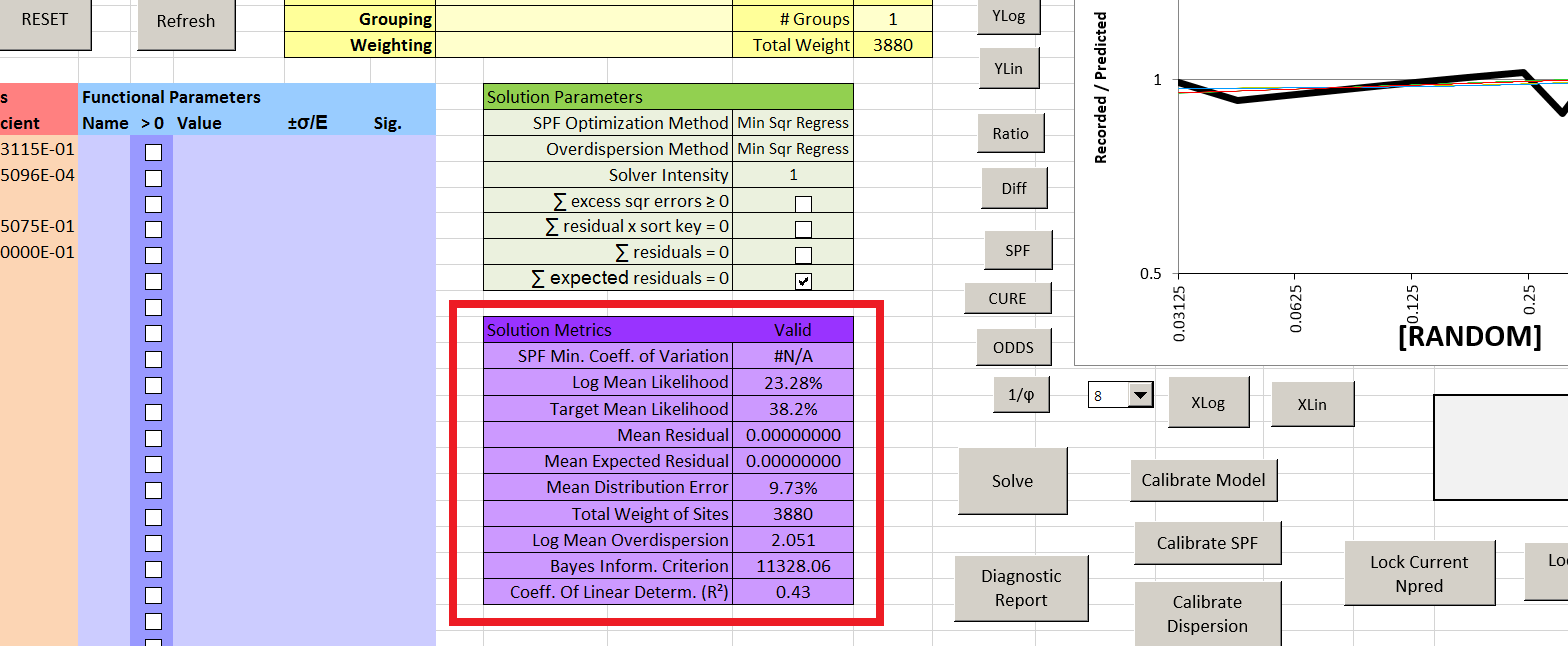 RESET
Refresh
Grouping # Groups 1
Weighting Total Weight 3880
s
cient
3115E-01
5096E-04
5075E-01
0000E-01
Functional Parameters
Name > 0 Value ±σ/E Sig.
Solution Parameters
SPF Optimization Method Min Sqr Regress
Overdispersion Method Min Sqr Regress
Solver Intensity 1
∑ excess sqr errors ≥ 0
∑ residual x sort key = 0
∑ residuals = 0
∑ expected residuals = 0
Solution Metrics Valid
SPF Min. Coeff. of Variation #N/A
Log Mean Likelihood 23.28%
Target Mean Likelihood 38.2%
Mean Residual 0.00000000
Mean Expected Residual 0.00000000
Mean Distribution Error 9.73%
Total Weight of Sites 3880
Log Mean Overdispersion 2.051
Bayes Inform. Criterion 11328.06
Coeff. Of Linear Determ. (R²) 0.43
YLog
YLin
Ratio
Diff
SPF
CURE
ODDS
1/φ
8
XLog
XLin
Recorded / Predicted
1
0.5
0.03125
0.0625
0.125
0.25
[RANDOM]
Solve
Calibrate Model
Calibrate SPF
Diagnostic
Report
Calibrate
Dispersion
Lock Current
Npred
Loc